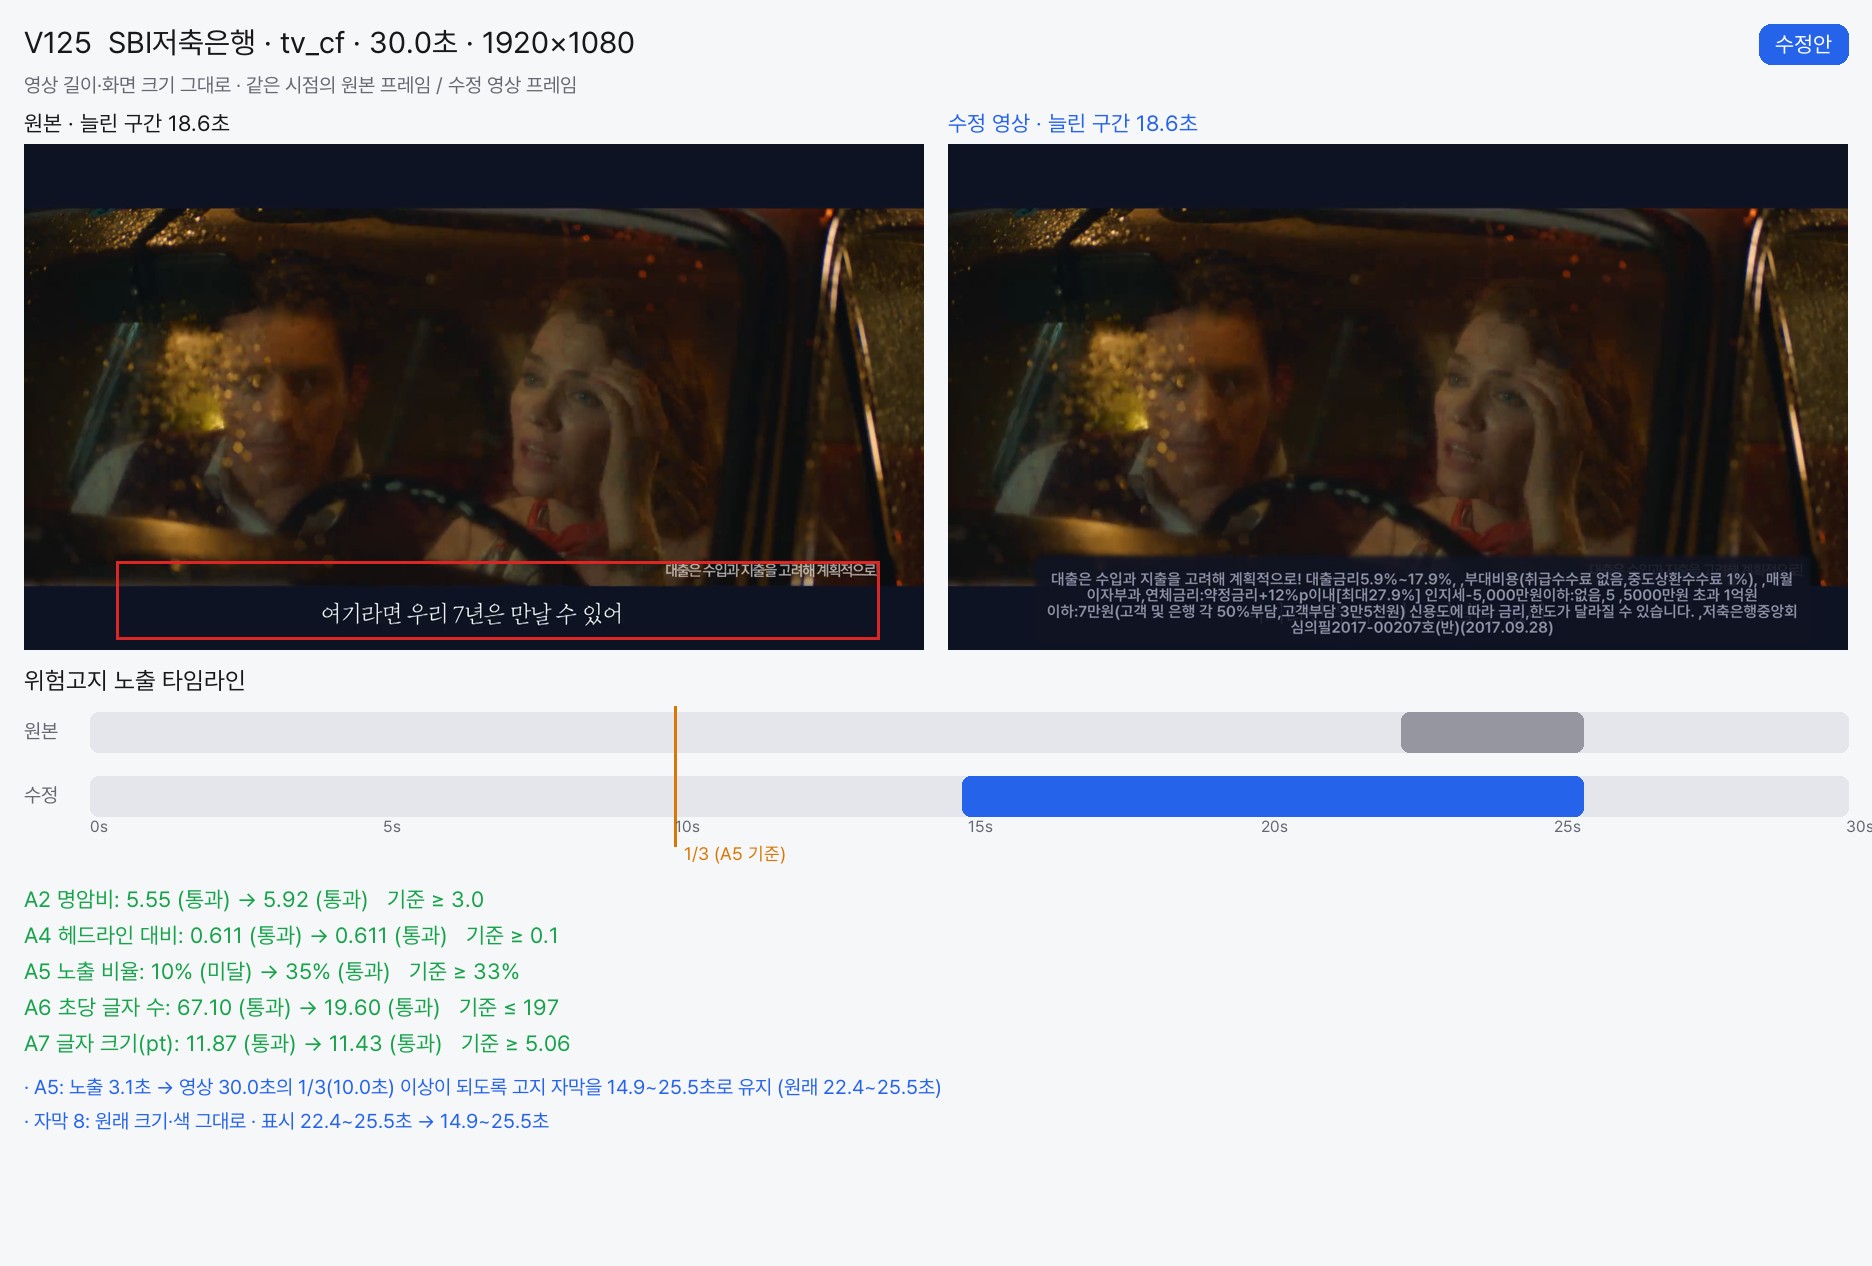 V125 SBI저축은행 · tv_cf · 30.0초 · 1920×1080
수정안
영상 길이·화면 크기 그대로 · 같은 시점의 원본 프레임 / 수정 영상 프레임
원본 · 늘린 구간 18.6초
수정 영상 · 늘린 구간 18.6초
대출은 수입과 지출을 고려해 계획적으로
여기라면 우리 7년은 만날 수 있어
대출은 수입과 지출을 고려해 계획적으로! 대출금리5.9%~17.9%, ,부대비용(취급수수료 없음,중도상환수수료 1%), ,매월
이자부과,연체금리:약정금리+12%p이내[최대27.9%] 인지세-5,000만원이하:없음,5 ,5000만원 초과 1억원
이하:7만원(고객 및 은행 각 50%부담,고객부담 3만5천원) 신용도에 따라 금리,한도가 달라질 수 있습니다. ,저축은행중앙회
심의필2017-00207호(반)(2017.09.28)
위험고지 노출 타임라인
원본
수정
0s 5s 10s 15s 20s 25s 30s
1/3 (A5 기준)
A2 명암비: 5.55 (통과) → 5.92 (통과) 기준 ≥ 3.0
A4 헤드라인 대비: 0.611 (통과) → 0.611 (통과) 기준 ≥ 0.1
A5 노출 비율: 10% (미달) → 35% (통과) 기준 ≥ 33%
A6 초당 글자 수: 67.10 (통과) → 19.60 (통과) 기준 ≤ 197
A7 글자 크기(pt): 11.87 (통과) → 11.43 (통과) 기준 ≥ 5.06
· A5: 노출 3.1초 → 영상 30.0초의 1/3(10.0초) 이상이 되도록 고지 자막을 14.9~25.5초로 유지 (원래 22.4~25.5초)
· 자막 8: 원래 크기·색 그대로 · 표시 22.4~25.5초 → 14.9~25.5초